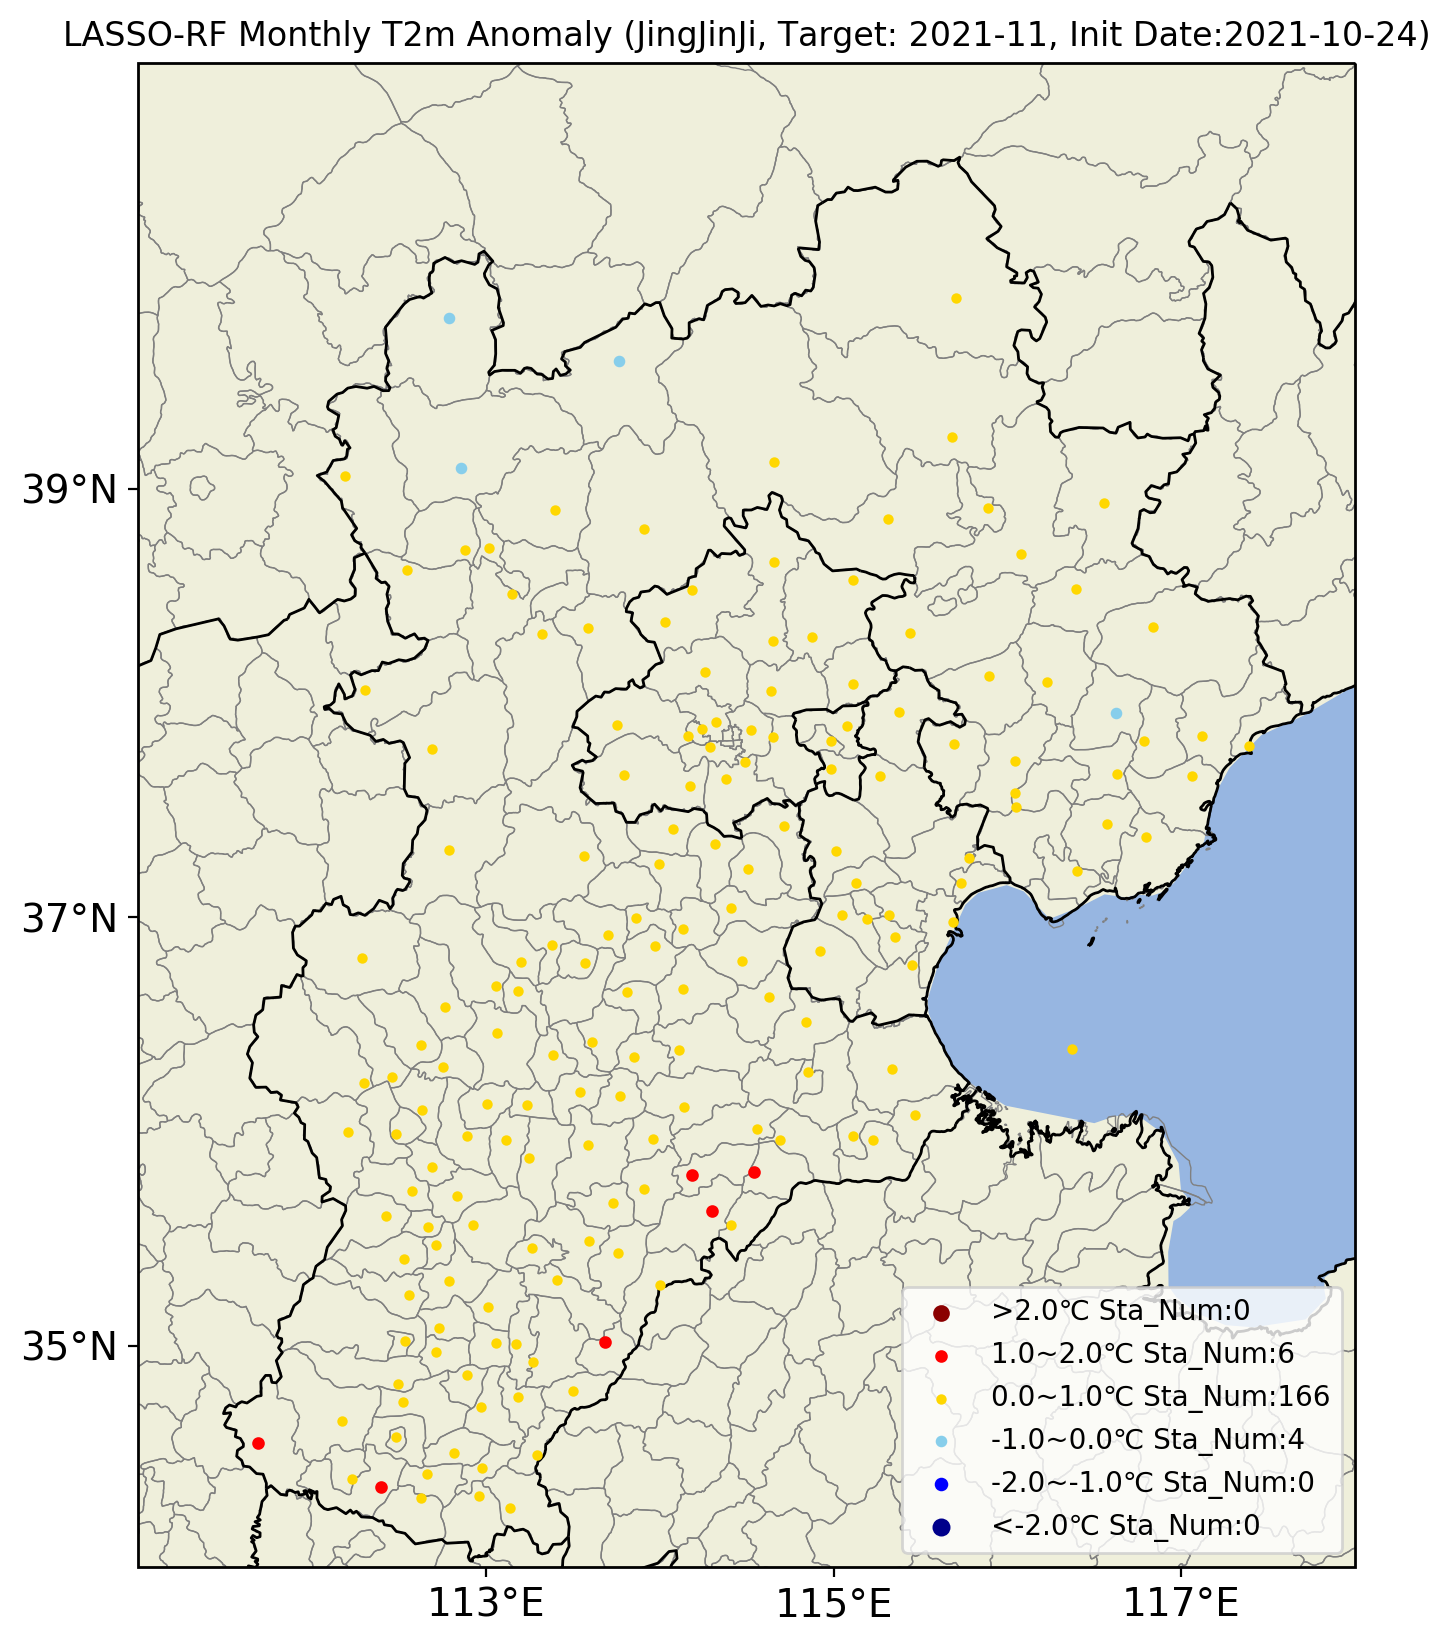 LASSO-RF Monthly T2m Anomaly (JingJinJi, Target: 2021-11, Init Date:2021-10-24)
39°N
37°N
35°N
113°E
115°E
117°E
>2.0℃ Sta_Num:0
1.0~2.0℃ Sta_Num:6
0.0~1.0℃ Sta_Num:166
-1.0~0.0℃ Sta_Num:4
-2.0~-1.0℃ Sta_Num:0
<-2.0℃ Sta_Num:0